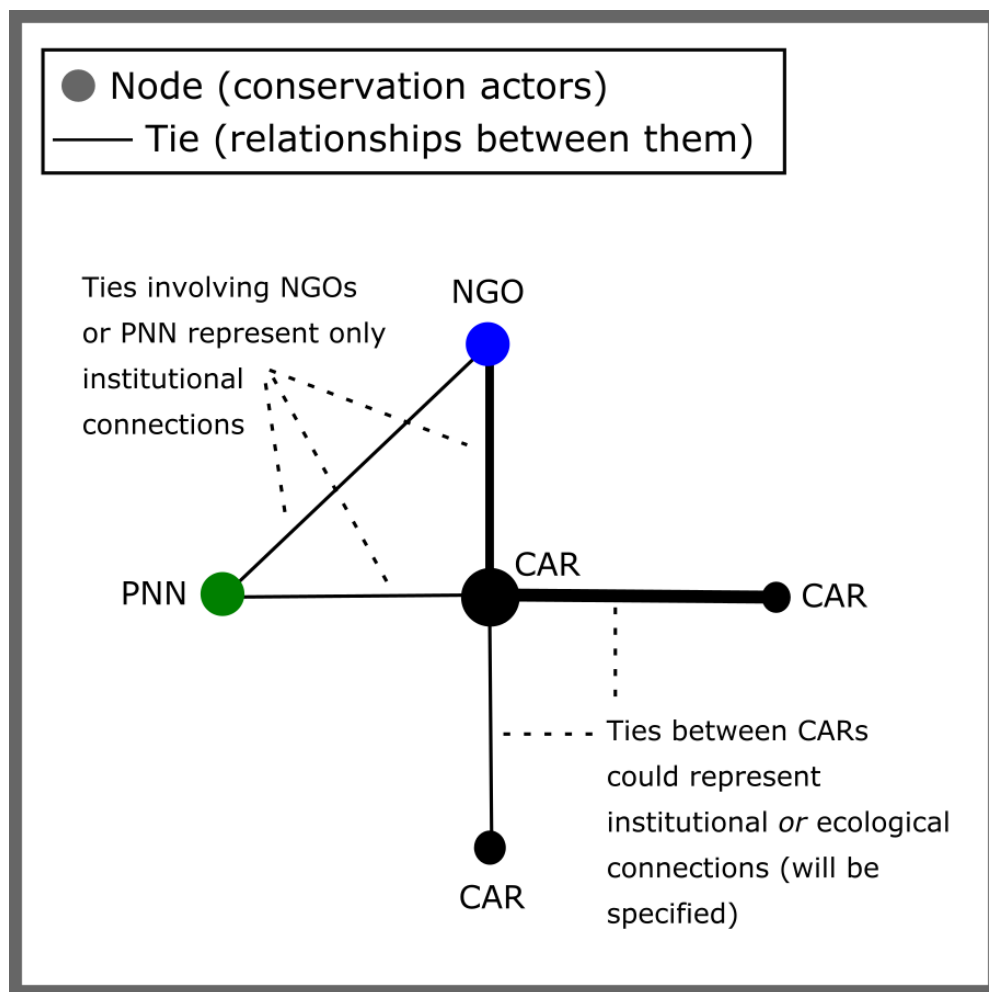 Node (conservation actors)
Tie (relationships between them)
Ties involving NGOs
or PNN represent only
institutional
connections
NGO
PNN
CAR
CAR
Ties between CARs
could represent
institutional or ecological
connections (will be
specified)
CAR